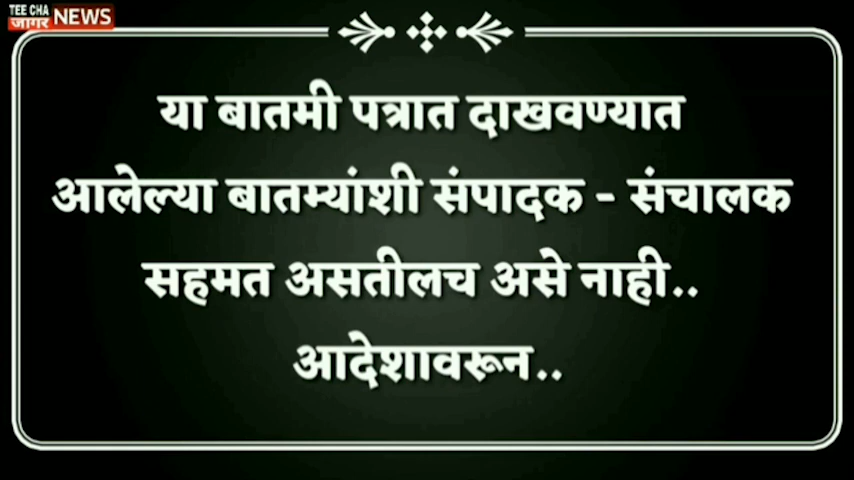 TEE CHA
जागर NEWS
या बातमी पत्रात दाखवण्यात
आलेल्या बातम्यांशी संपादक - संचालक
सहमत असतीलच असे नाही..
आदेशावरून..